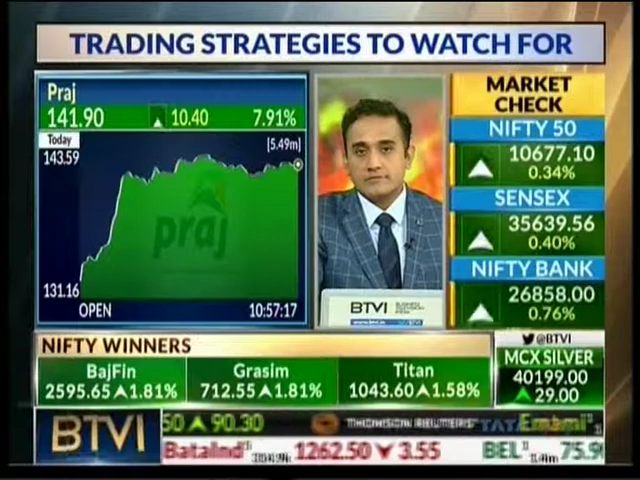 TRADING STRATEGIES TO WATCH FOR
Praj
141.90 ▲ 10.40 7.91%
Today
[5.49m]
143.59
praj
131.16
OPEN 10:57:17
BTVI
MARKET CHECK
NIFTY 50
10677.10
0.34%
SENSEX
35639.56
0.40%
NIFTY BANK
26858.00
0.76%
NIFTY WINNERS
BajFin
2595.65 ▲ 1.81%
Grasim
712.55 ▲ 1.81%
Titan
1043.60 ▲ 1.58%
@BTVI
MCX SILVER
40199.00
▲ 29.00
BTVI
50 ▲ 90.30 THOMSON REUTERS
BataInd 1262.50 ▼ 3.55 BEL